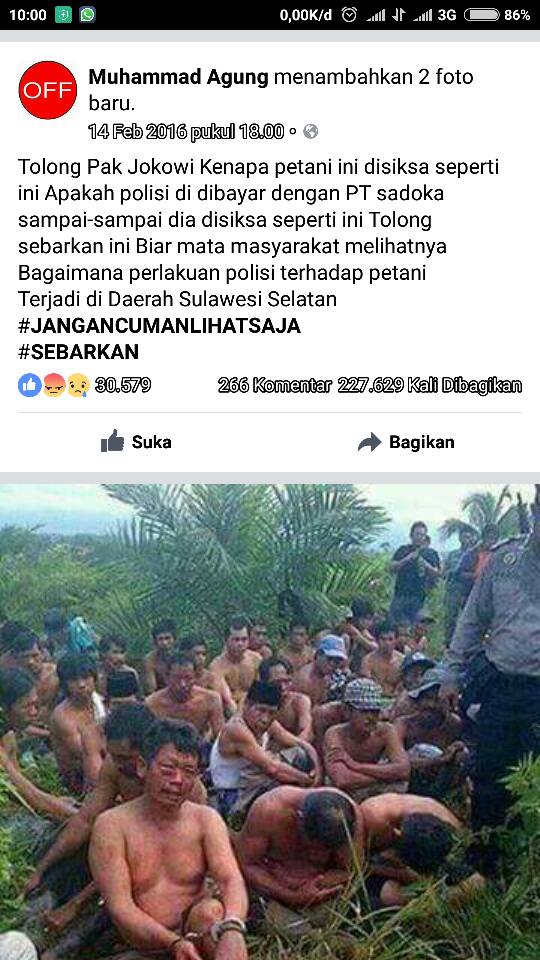 10:00 0,00K/d 3G 86%
OFF
Muhammad Agung menambahkan 2 foto
baru.
14 Feb 2016 pukul 18.00 •
Tolong Pak Jokowi Kenapa petani ini disiksa seperti
ini Apakah polisi di dibayar dengan PT sadoka
sampai-sampai dia disiksa seperti ini Tolong
sebarkan ini Biar mata masyarakat melihatnya
Bagaimana perlakuan polisi terhadap petani
Terjadi di Daerah Sulawesi Selatan
#JANGANCUMANLIHATSAJA
#SEBARKAN
30.579 266 Komentar 227.629 Kali Dibagikan
Suka Bagikan